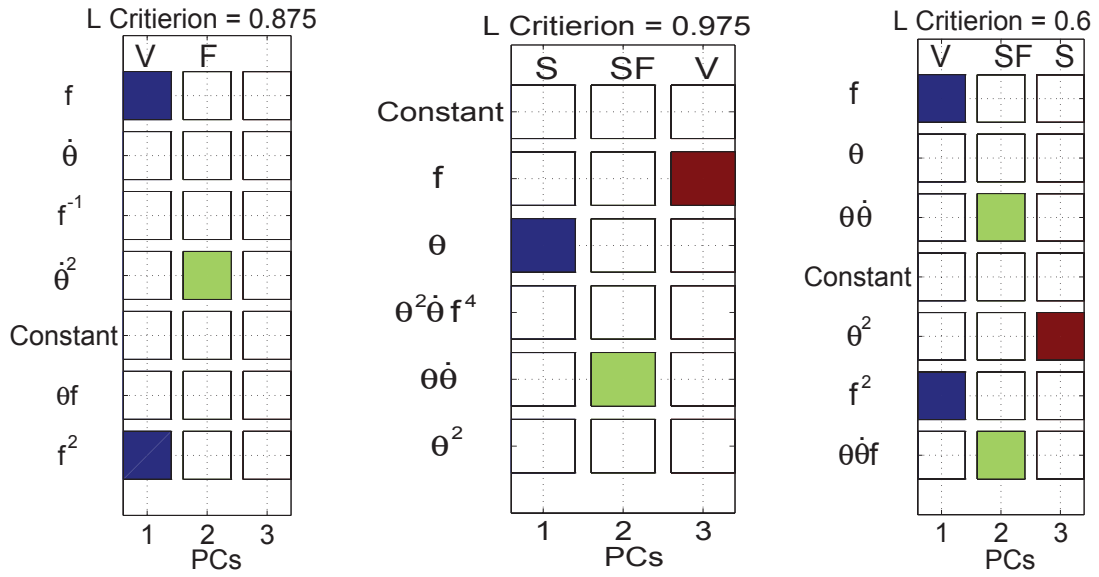 L Critierion = 0.875
V F
f
θ̇
f⁻¹
θ̇²
Constant
θf
f²
1 2 3
PCs
L Critierion = 0.975
S SF V
Constant
f
θ
θ²θ̇f⁴
θθ̇
θ²
1 2 3
PCs
L Critierion = 0.6
V SF S
f
θ
θθ̇
Constant
θ²
f²
θθ̇f
1 2 3
PCs